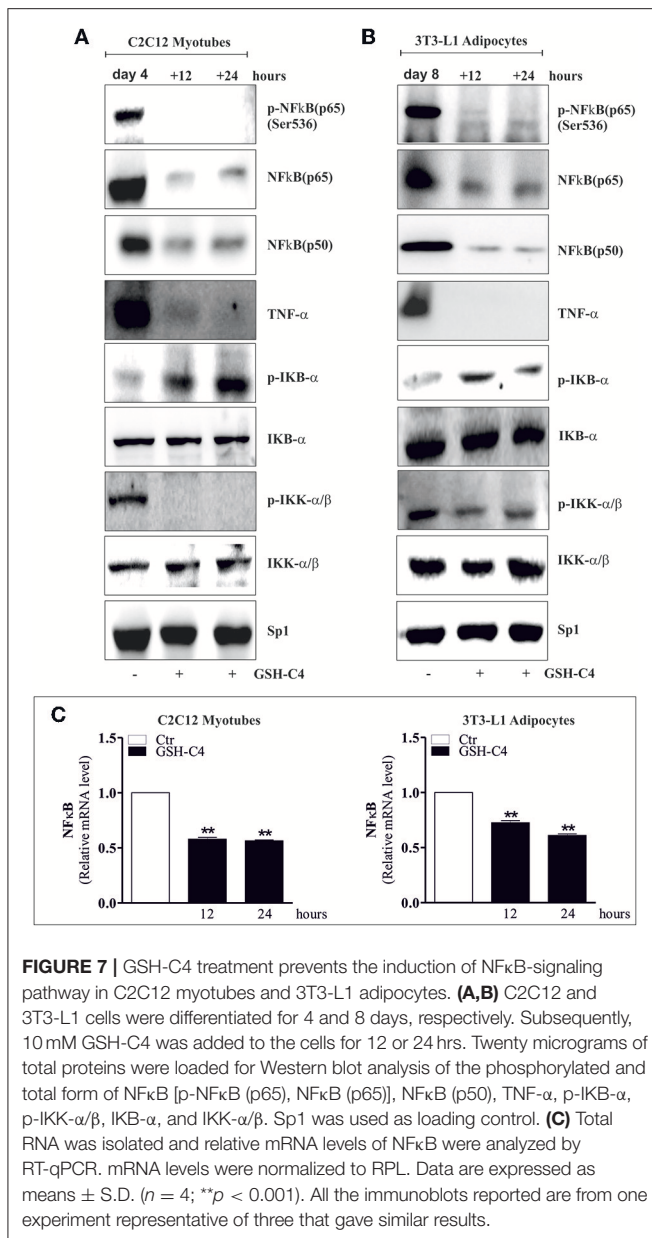 A
B
C2C12 Myotubes
3T3-L1 Adipocytes
day 4 +12 +24 hours
day 8 +12 +24 hours
p-NFkB(p65)
(Ser536)
p-NFkB(p65)
(Ser536)
NFkB(p65)
NFkB(p65)
NFkB(p50)
NFkB(p50)
TNF-α
TNF-α
p-IKB-α
p-IKB-α
IKB-α
IKB-α
p-IKK-α/β
p-IKK-α/β
IKK-α/β
IKK-α/β
Sp1
Sp1
- + + GSH-C4
- + + GSH-C4
C
C2C12 Myotubes
Ctr
GSH-C4
NFκB
(Relative mRNA level)
1.5
1.0
0.5
0.0
** **
12 24 hours
3T3-L1 Adipocytes
Ctr
GSH-C4
NFκB
(Relative mRNA level)
1.5
1.0
0.5
0.0
** **
12 24 hours
FIGURE 7 | GSH-C4 treatment prevents the induction of NFκB-signaling
pathway in C2C12 myotubes and 3T3-L1 adipocytes. (A,B) C2C12 and
3T3-L1 cells were differentiated for 4 and 8 days, respectively. Subsequently,
10 mM GSH-C4 was added to the cells for 12 or 24 hrs. Twenty micrograms of
total proteins were loaded for Western blot analysis of the phosphorylated and
total form of NFκB [p-NFκB (p65), NFκB (p65)], NFκB (p50), TNF-α, p-IKB-α,
p-IKK-α/β, IKB-α, and IKK-α/β. Sp1 was used as loading control. (C) Total
RNA was isolated and relative mRNA levels of NFκB were analyzed by
RT-qPCR. mRNA levels were normalized to RPL. Data are expressed as
means ± S.D. (n = 4; **p < 0.001). All the immunoblots reported are from one
experiment representative of three that gave similar results.